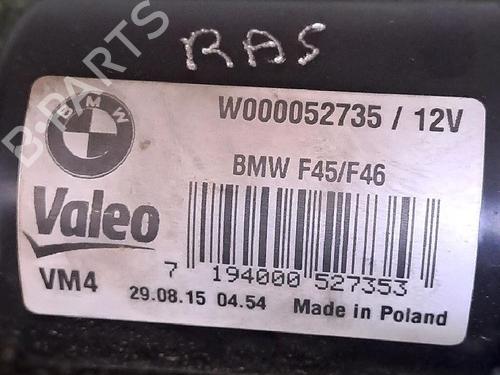 RAS
B-PARTS
BMW
W000052735 / 12V
BMW F45/F46
Valeo
7 194000 527353
VM4
29.08.15 04.54
Made in Poland